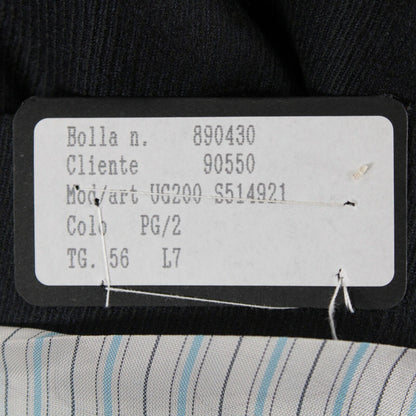 Bolla n. 890430
Cliente 90550
Mod/art UG200 S514921
Colo PG/2
TG. 56 L7